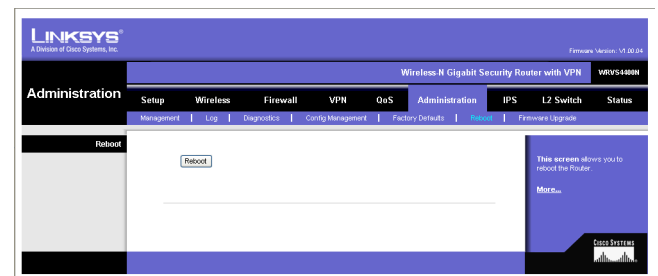 LINKSYS®
A Division of Cisco Systems, Inc.
Firmware Version: V1.00.04
Wireless-N Gigabit Security Router with VPN WRVS4400N
Administration
Setup Wireless Firewall VPN QoS Administration IPS L2 Switch Status
Management | Log | Diagnostics | Config Management | Factory Defaults | Reboot | Firmware Upgrade
Reboot
Reboot
This screen allows you to
reboot the Router.
More...
CISCO SYSTEMS